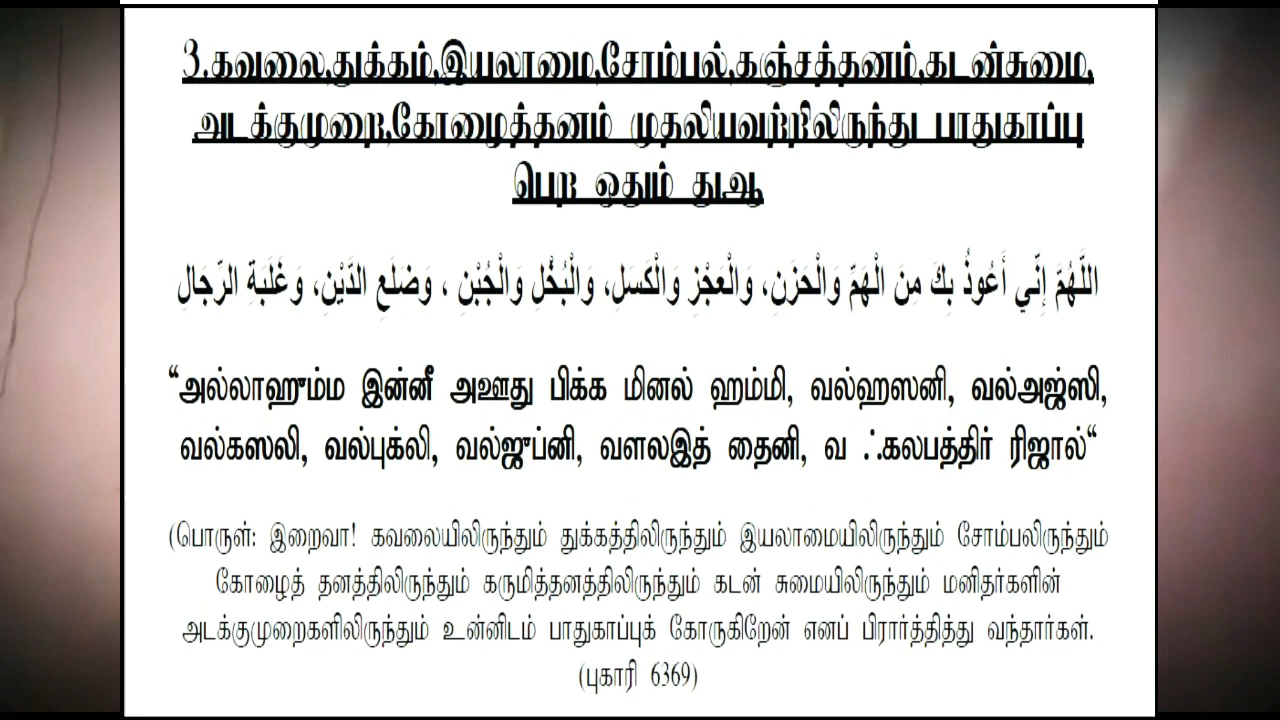 3.கவலை,துக்கம்,இயலாமை,சோம்பல்,கஞ்சத்தனம்,கடன்சுமை,
அடக்குமுறை,கோழைத்தனம் முதலியவற்றிலிருந்து பாதுகாப்பு
பெற ஓதும் துஆ
اللَّهُمَّ إِنِّي أَعُوذُ بِكَ مِنَ الْهَمِّ وَالْحَزَنِ، وَالْعَجْزِ وَالْكَسَلِ، وَالْبُخْلِ وَالْجُبْنِ ، وَضَلَعِ الدَّيْنِ، وَغَلَبَةِ الرِّجَالِ
“அல்லாஹும்ம இன்னீ அஊது பிக்க மினல் ஹம்மி, வல்ஹஸனி, வல்அஜ்ஸி,
வல்கஸலி, வல்புக்லி, வல்ஜுப்னி, வளலஇத் தைனி, வ ஃகலபத்திர் ரிஜால்“
(பொருள்: இறைவா! கவலையிலிருந்தும் துக்கத்திலிருந்தும் இயலாமையிலிருந்தும் சோம்பலிருந்தும்
கோழைத் தனத்திலிருந்தும் கருமித்தனத்திலிருந்தும் கடன் சுமையிலிருந்தும் மனிதர்களின்
அடக்குமுறைகளிலிருந்தும் உன்னிடம் பாதுகாப்புக் கோருகிறேன் எனப் பிரார்த்தித்து வந்தார்கள்.
(புகாரி 6369)